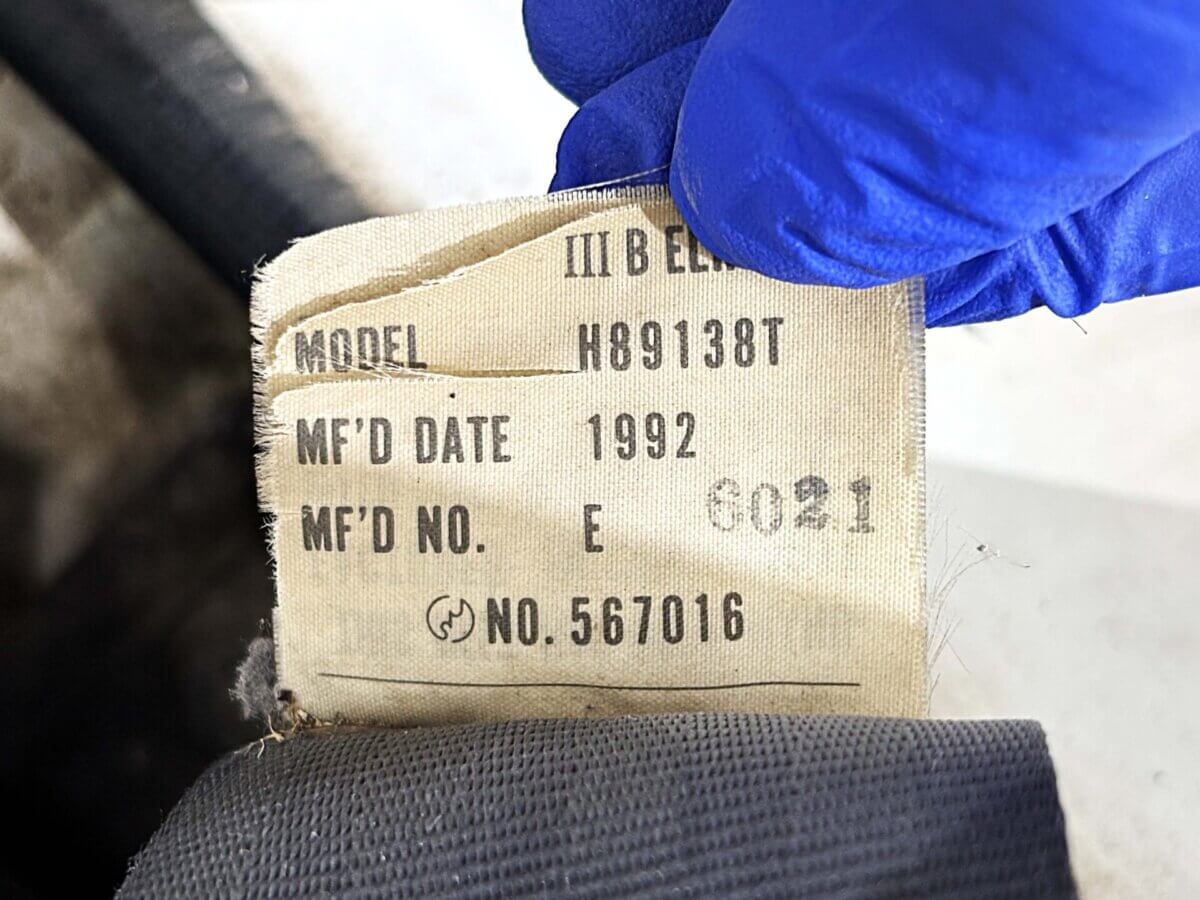 III B
MODEL H89138T
MF'D DATE 1992
MF'D NO. E 6021
NO. 567016